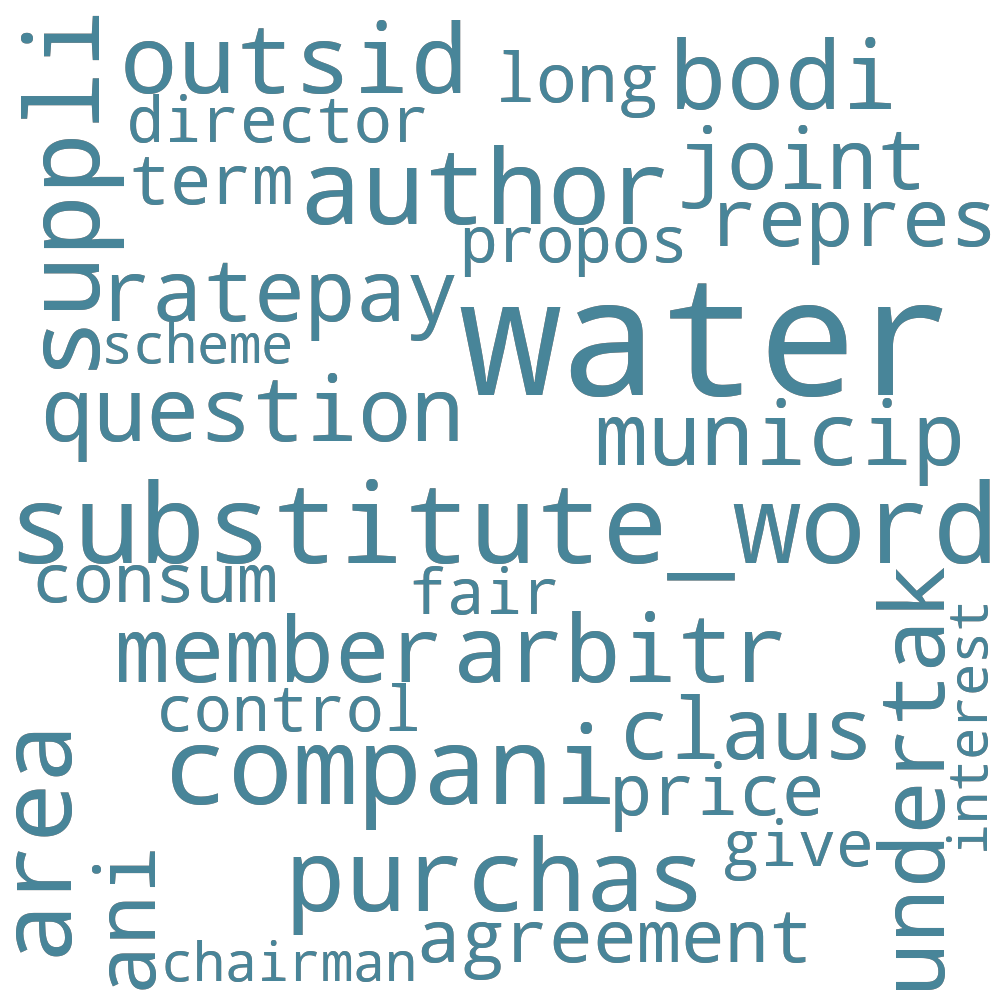 suppli
outsid
long
bodi
director
joint
term
author
repres
propos
ratepay
water
scheme
question
municip
substitute_word
consum
fair
undertak
interest
member
arbitr
control
claus
area
compani
price
give
purchas
ani
agreement
chairman